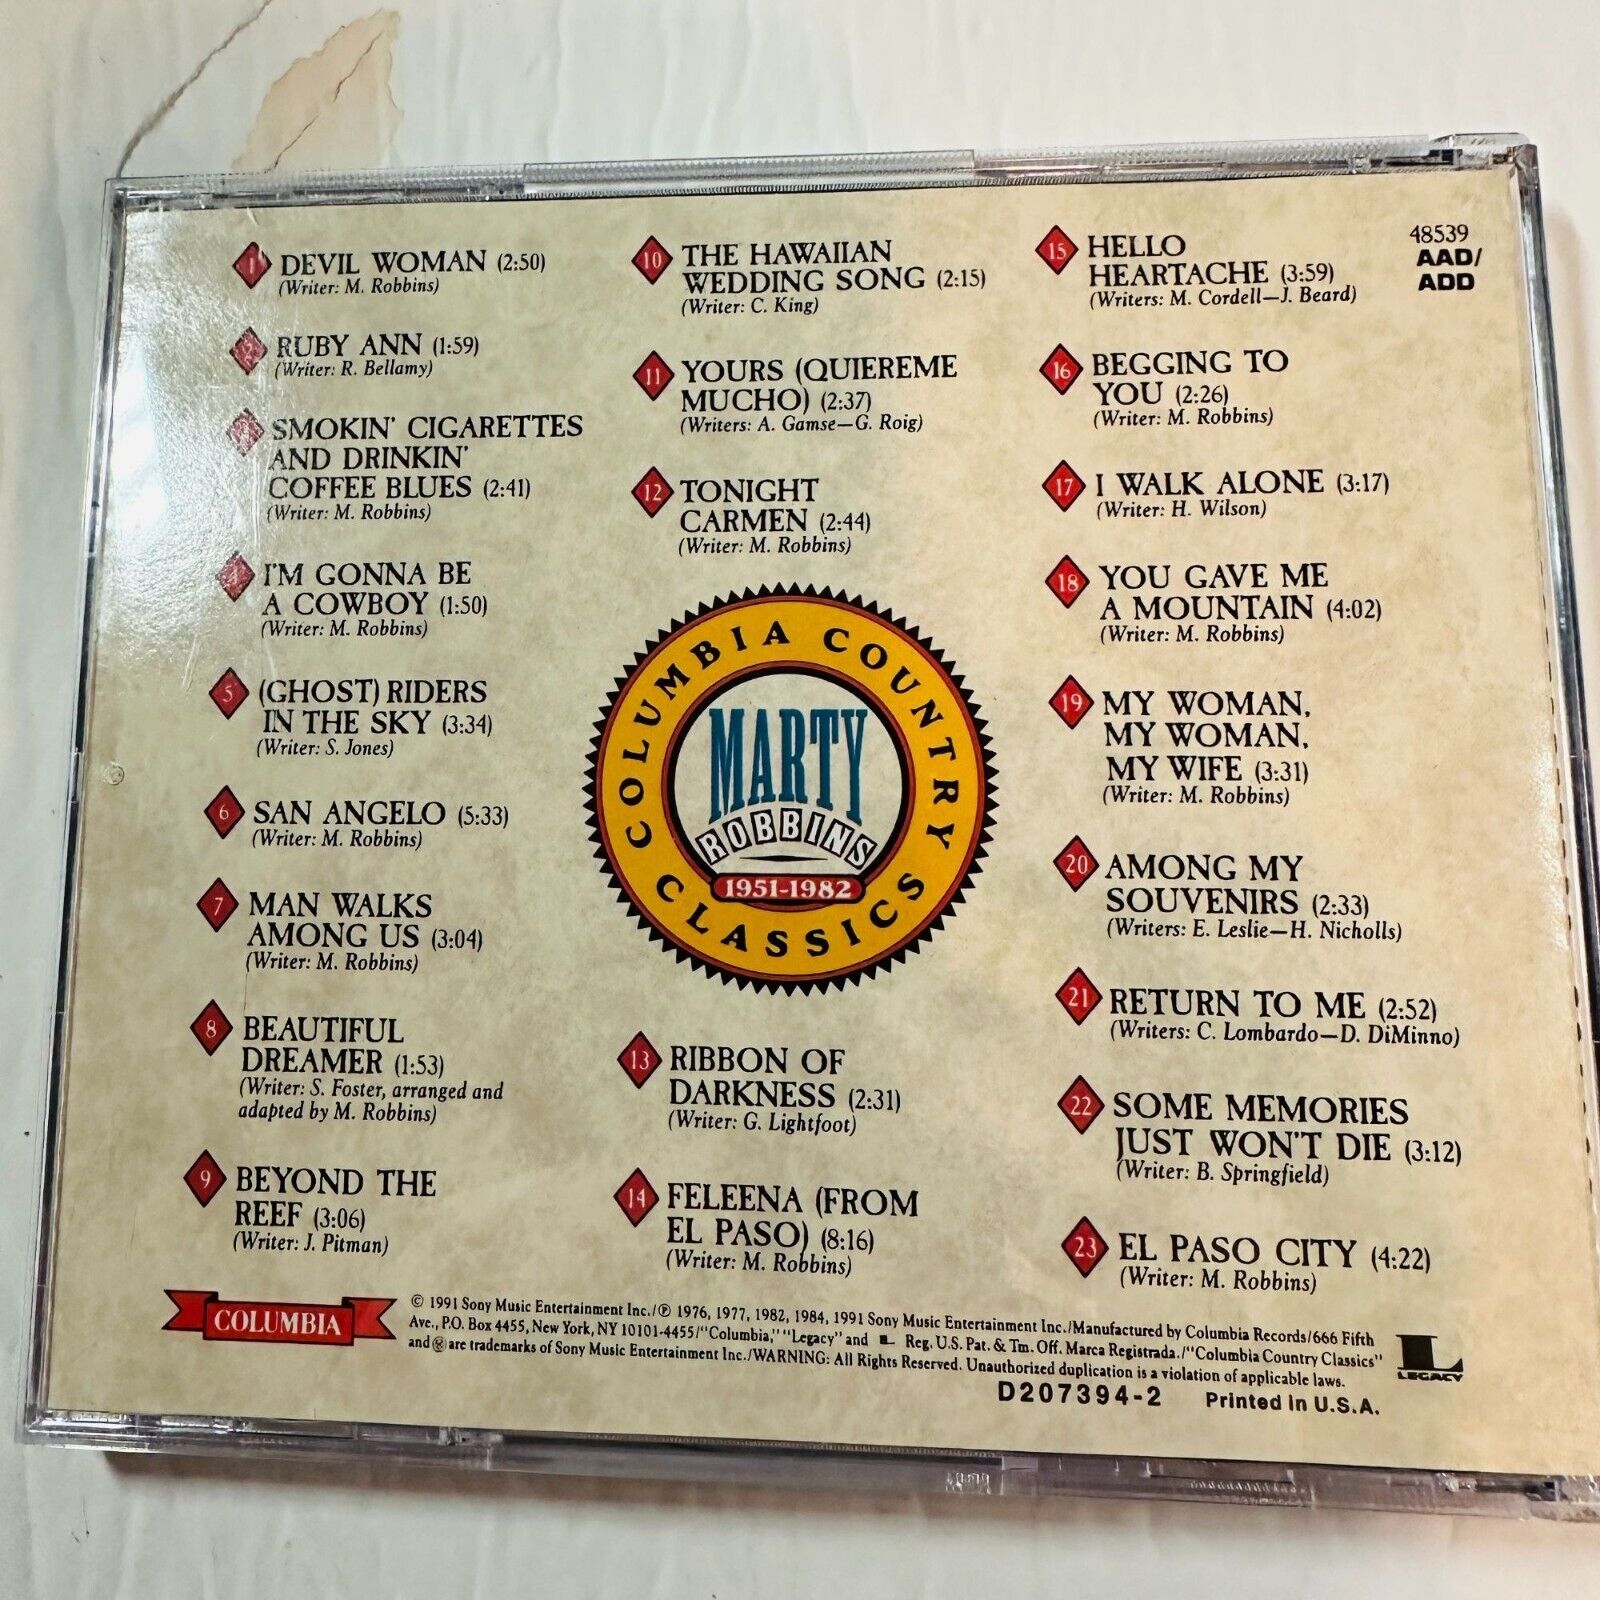 1 DEVIL WOMAN (2:50)
(Writer: M. Robbins)
2 RUBY ANN (1:59)
(Writer: R. Bellamy)
SMOKIN' CIGARETTES
AND DRINKIN'
COFFEE BLUES (2:41)
(Writer: M. Robbins)
4 I'M GONNA BE
A COWBOY (1:50)
(Writer: M. Robbins)
5 (GHOST) RIDERS
IN THE SKY (3:34)
(Writer: S. Jones)
6 SAN ANGELO (5:33)
(Writer: M. Robbins)
7 MAN WALKS
AMONG US (3:04)
(Writer: M. Robbins)
8 BEAUTIFUL
DREAMER (1:53)
(Writer: S. Foster, arranged and
adapted by M. Robbins)
9 BEYOND THE
REEF (3:06)
(Writer: J. Pitman)
10 THE HAWAIIAN
WEDDING SONG (2:15)
(Writer: C. King)
11 YOURS (QUIEREME
MUCHO) (2:37)
(Writers: A. Gamse—G. Roig)
12 TONIGHT
CARMEN (2:44)
(Writer: M. Robbins)
COLUMBIA COUNTRY
MARTY
ROBBINS
1951-1982
CLASSICS
13 RIBBON OF
DARKNESS (2:31)
(Writer: G. Lightfoot)
14 FELEENA (FROM
EL PASO) (8:16)
(Writer: M. Robbins)
15 HELLO
HEARTACHE (3:59)
(Writers: M. Cordell—J. Beard)
16 BEGGING TO
YOU (2:26)
(Writer: M. Robbins)
17 I WALK ALONE (3:17)
(Writer: H. Wilson)
18 YOU GAVE ME
A MOUNTAIN (4:02)
(Writer: M. Robbins)
19 MY WOMAN,
MY WOMAN,
MY WIFE (3:31)
(Writer: M. Robbins)
20 AMONG MY
SOUVENIRS (2:33)
(Writers: E. Leslie—H. Nicholls)
21 RETURN TO ME (2:52)
(Writers: C. Lombardo—D. DiMinno)
22 SOME MEMORIES
JUST WON'T DIE (3:12)
(Writer: B. Springfield)
23 EL PASO CITY (4:22)
(Writer: M. Robbins)
48539
AAD/
ADD
COLUMBIA
© 1991 Sony Music Entertainment Inc./℗ 1976, 1977, 1982, 1984, 1991 Sony Music Entertainment Inc./Manufactured by Columbia Records/666 Fifth
Ave., P.O. Box 4455, New York, NY 10101-4455/"Columbia," "Legacy" and L Reg. U.S. Pat. & Tm. Off. Marca Registrada./"Columbia Country Classics"
and are trademarks of Sony Music Entertainment Inc./WARNING: All Rights Reserved. Unauthorized duplication is a violation of applicable laws.
L
LEGACY
D207394-2 Printed in U.S.A.